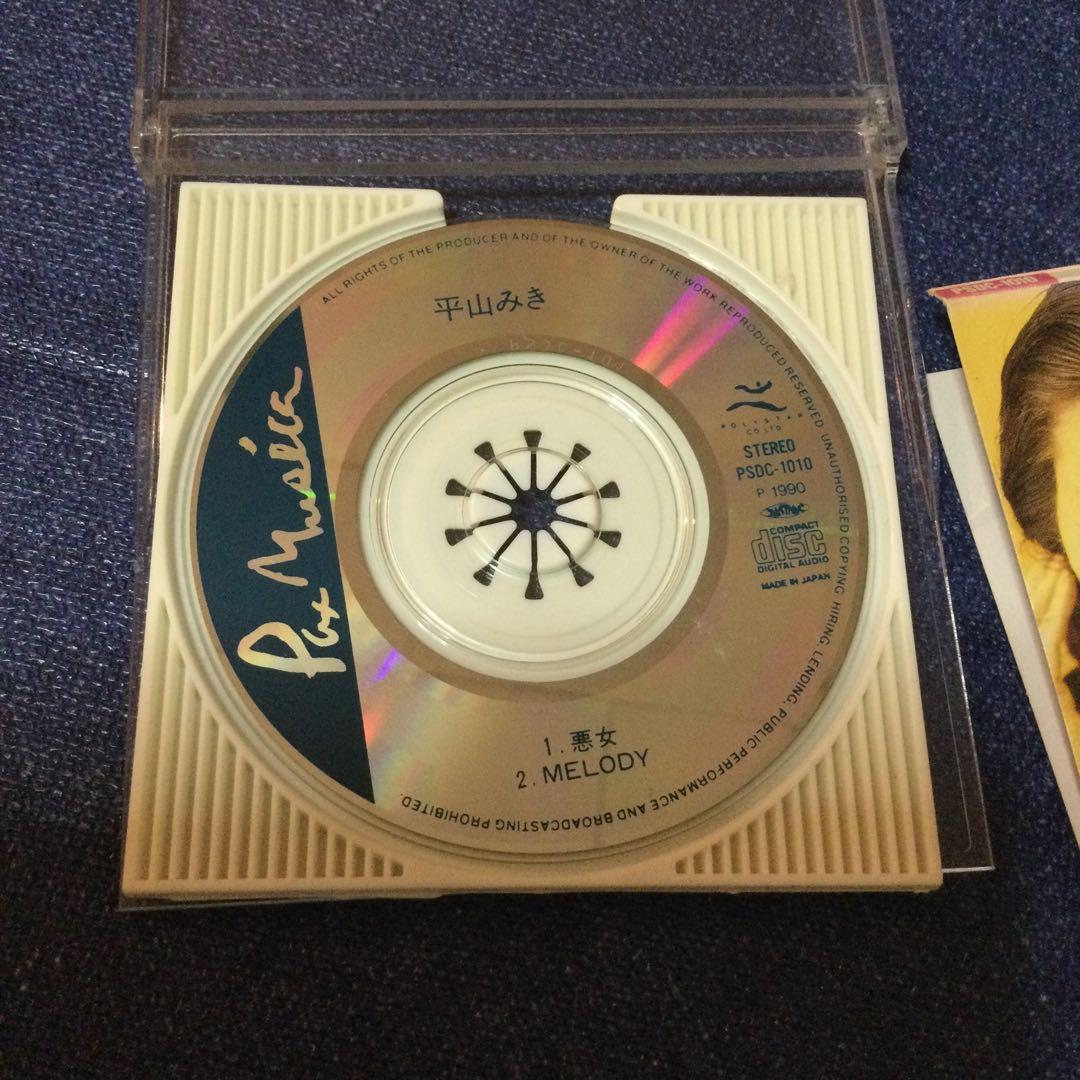 ALL RIGHTS OF THE PRODUCER AND OF THE OWNER OF THE WORK REPRODUCED RESERVED UNAUTHORISED COPYING HIRING, LENDING, PUBLIC PERFORMANCE AND BROADCASTING PROHIBITED.
平山みき
Pax Musica
POLYSTAR
CO.,LTD.
STEREO
PSDC-1010
P 1990
COMPACT
disc
DIGITAL AUDIO
MADE IN JAPAN
1. 悪女
2. MELODY
PSDC-1010